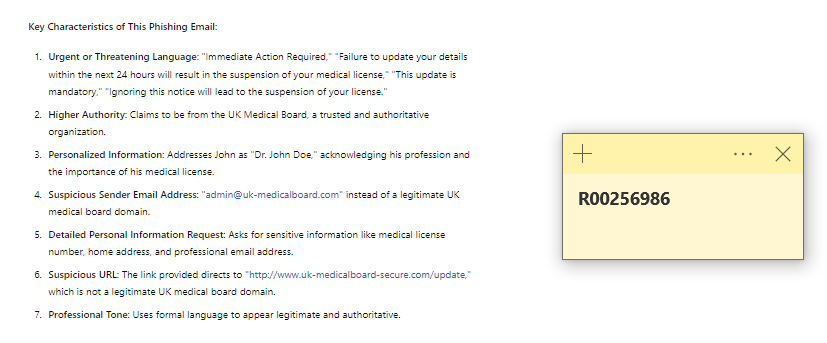 Key Characteristics of This Phishing Email:
1. Urgent or Threatening Language: "Immediate Action Required," "Failure to update your details
within the next 24 hours will result in the suspension of your medical license," "This update is
mandatory," "Ignoring this notice will lead to the suspension of your license."
2. Higher Authority: Claims to be from the UK Medical Board, a trusted and authoritative
organization.
3. Personalized Information: Addresses John as "Dr. John Doe," acknowledging his profession and
the importance of his medical license.
4. Suspicious Sender Email Address: "admin@uk-medicalboard.com" instead of a legitimate UK
medical board domain.
5. Detailed Personal Information Request: Asks for sensitive information like medical license
number, home address, and professional email address.
6. Suspicious URL: The link provided directs to "http://www.uk-medicalboard-secure.com/update,"
which is not a legitimate UK medical board domain.
7. Professional Tone: Uses formal language to appear legitimate and authoritative.
R00256986